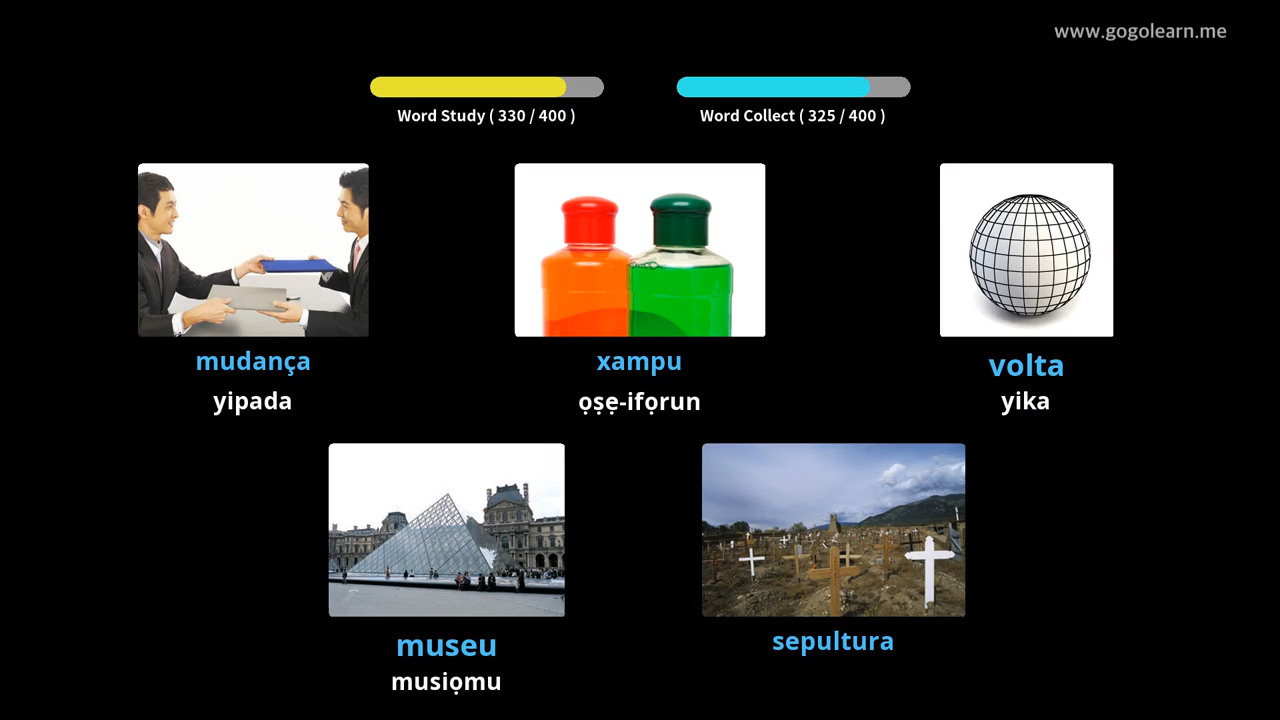 www.gogolearn.me
Word Study ( 330 / 400 )
Word Collect ( 325 / 400 )
mudança
yipada
xampu
ọṣẹ-ifọrun
volta
yika
museu
musiọmu
sepultura